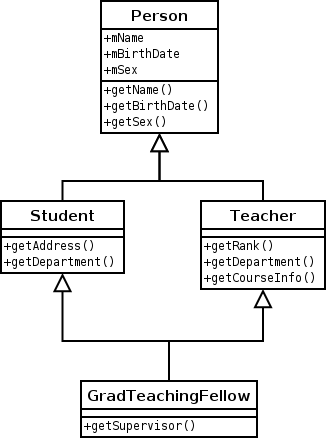 Person
+mName
+mBirthDate
+mSex
+getName()
+getBirthDate()
+getSex()
Student
+getAddress()
+getDepartment()
Teacher
+getRank()
+getDepartment()
+getCourseInfo()
GradTeachingFellow
+getSupervisor()